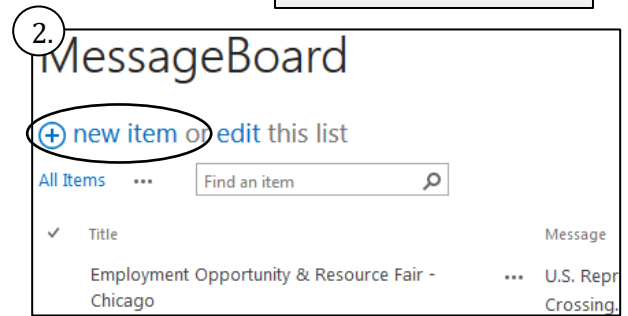 2.
MessageBoard
new item or edit this list
All Items ... Find an item
Title Message
Employment Opportunity & Resource Fair - ... U.S. Repr
Chicago Crossing.